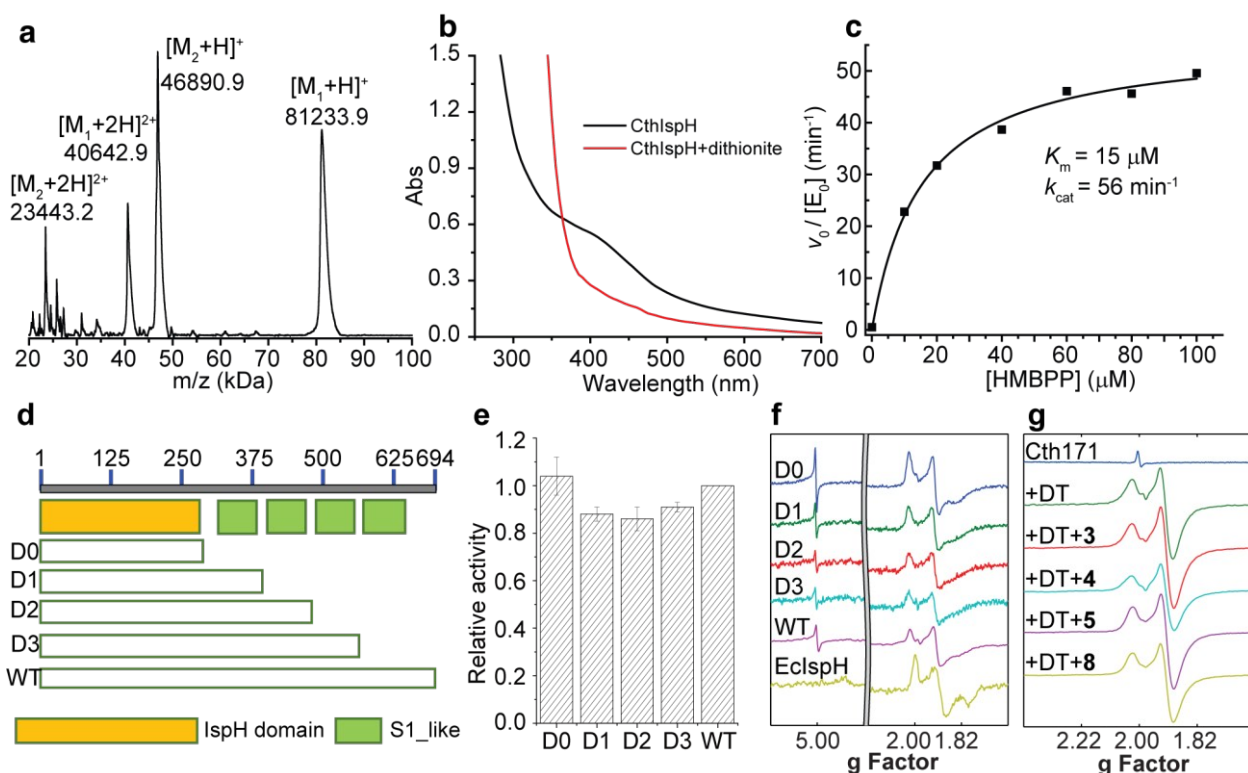 a
[M₂+H]⁺
46890.9
[M₁+H]⁺
81233.9
[M₁+2H]²⁺
40642.9
[M₂+2H]²⁺
23443.2
20 30 40 50 60 70 80 90 100
m/z (kDa)
b
1.5
1.2
0.9
0.6
0.3
0.0
Abs
CthIspH
CthIspH+dithionite
300 400 500 600 700
Wavelength (nm)
c
50
40
30
20
10
0
v₀ / [E₀] (min⁻¹)
Kₘ = 15 μM
k_cat = 56 min⁻¹
0 20 40 60 80 100
[HMBPP] (μM)
d
1 125 250 375 500 625 694
D0
D1
D2
D3
WT
IspH domain
S1_like
e
1.2
1.0
0.8
0.6
0.4
0.2
0.0
Relative activity
D0 D1 D2 D3 WT
f
D0
D1
D2
D3
WT
EcIspH
5.00 2.00 1.82
g Factor
g
Cth171
+DT
+DT+3
+DT+4
+DT+5
+DT+8
2.22 2.00 1.82
g Factor